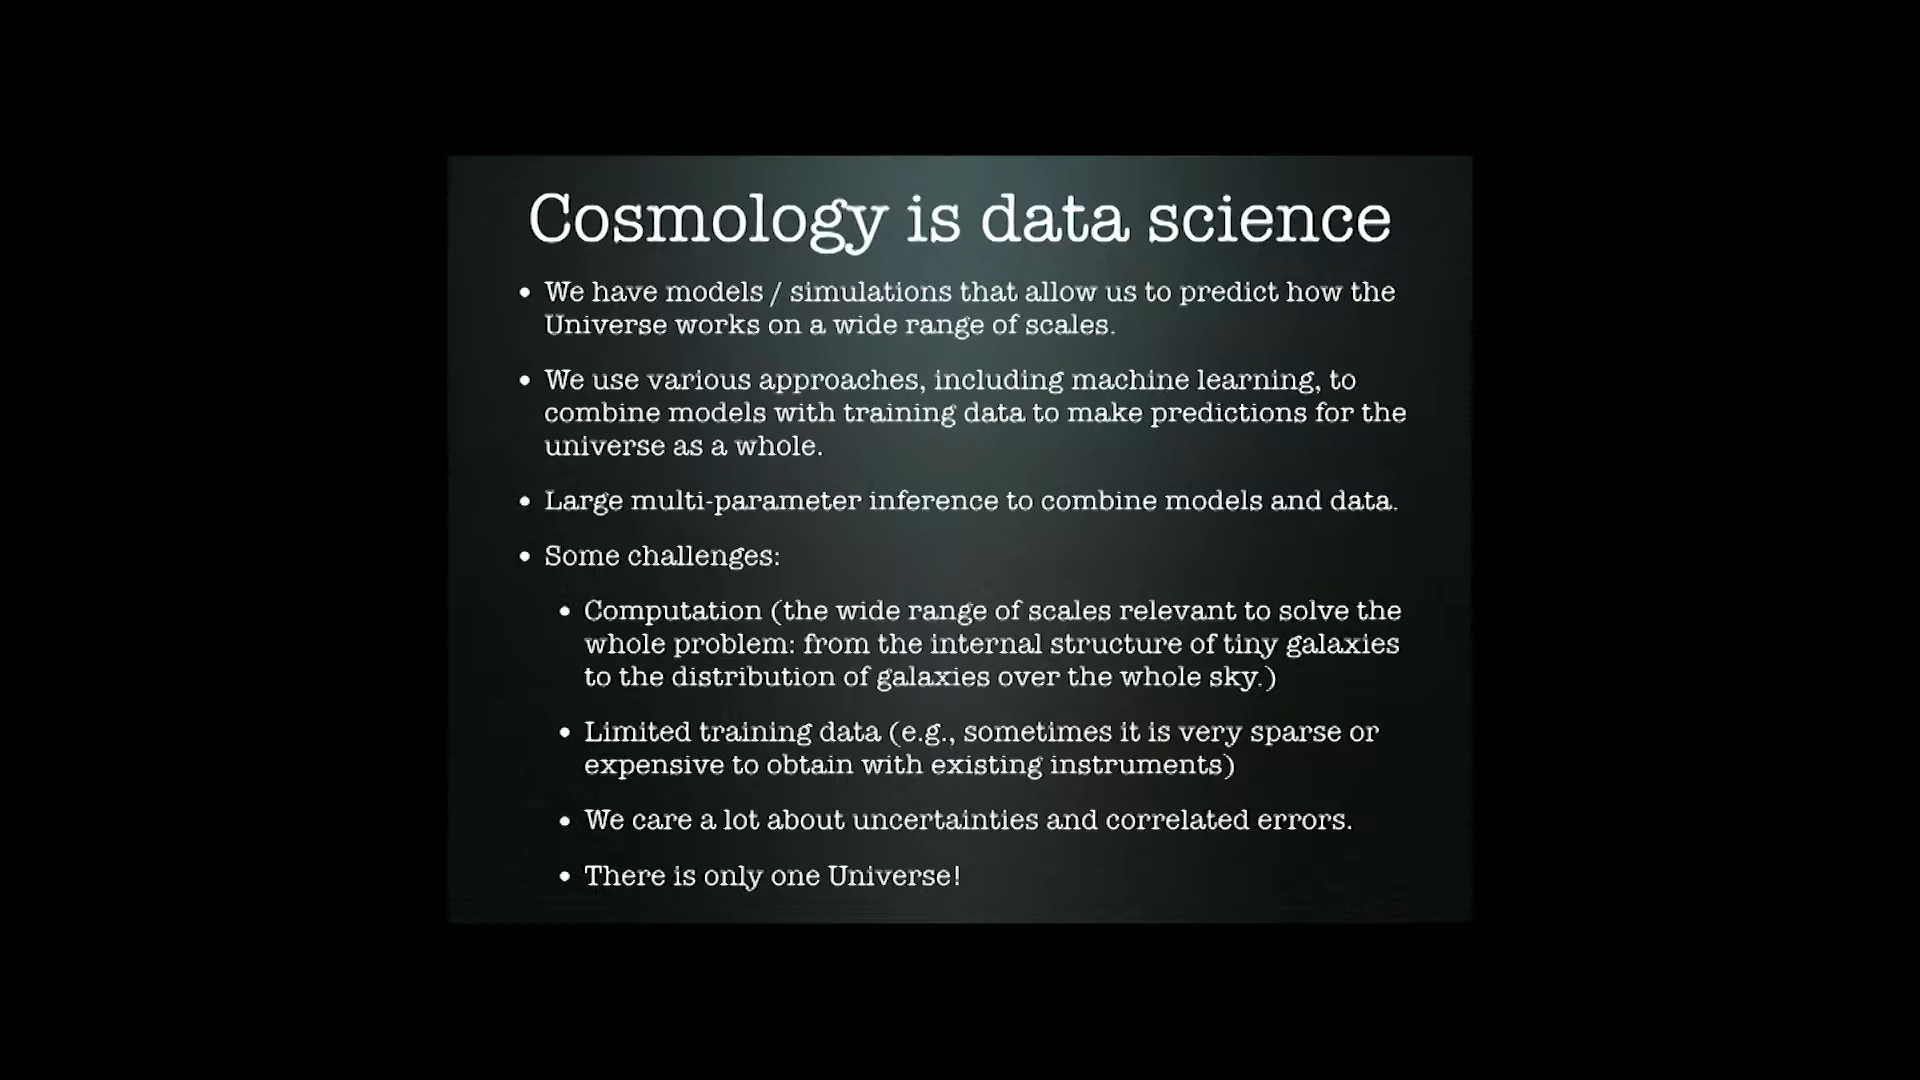 Cosmology is data science
• We have models / simulations that allow us to predict how the
Universe works on a wide range of scales.
• We use various approaches, including machine learning, to
combine models with training data to make predictions for the
universe as a whole.
• Large multi-parameter inference to combine models and data.
• Some challenges:
• Computation (the wide range of scales relevant to solve the
whole problem: from the internal structure of tiny galaxies
to the distribution of galaxies over the whole sky.)
• Limited training data (e.g., sometimes it is very sparse or
expensive to obtain with existing instruments)
• We care a lot about uncertainties and correlated errors.
• There is only one Universe!